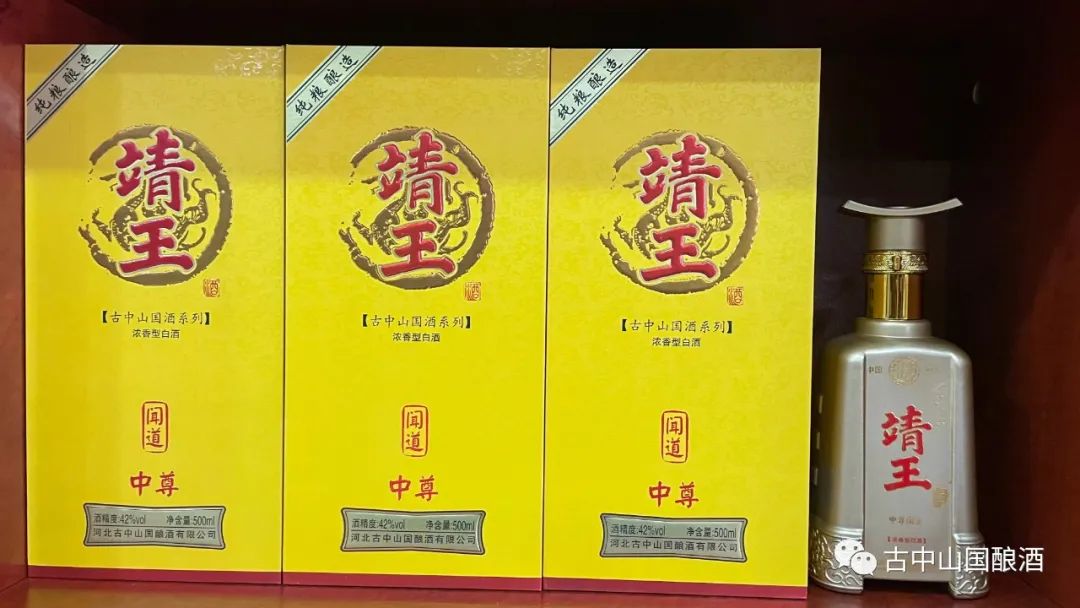 纯粮酿造
靖王
酒
【古中山国酒系列】
浓香型白酒
闻道
中尊
酒精度:42%vol 净含量:500ml
河北古中山国酿酒有限公司
纯粮酿造
靖王
酒
【古中山国酒系列】
浓香型白酒
闻道
中尊
酒精度:42%vol 净含量:500ml
河北古中山国酿酒有限公司
纯粮酿造
靖王
酒
【古中山国酒系列】
浓香型白酒
闻道
中尊
酒精度:42%vol 净含量:500ml
河北古中山国酿酒有限公司
中国
靖王
古中山国酿酒